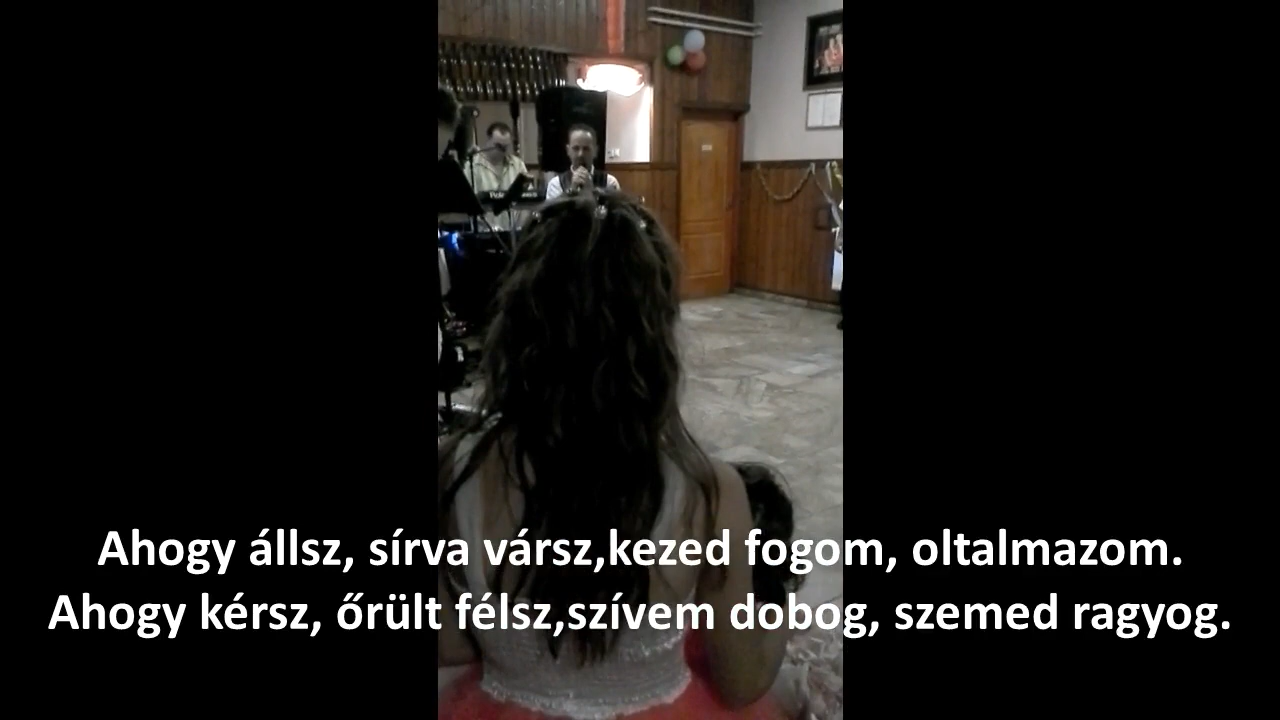 Ahogy állsz, sírva vársz,kezed fogom, oltalmazom.
Ahogy kérsz, őrült félsz,szívem dobog, szemed ragyog.